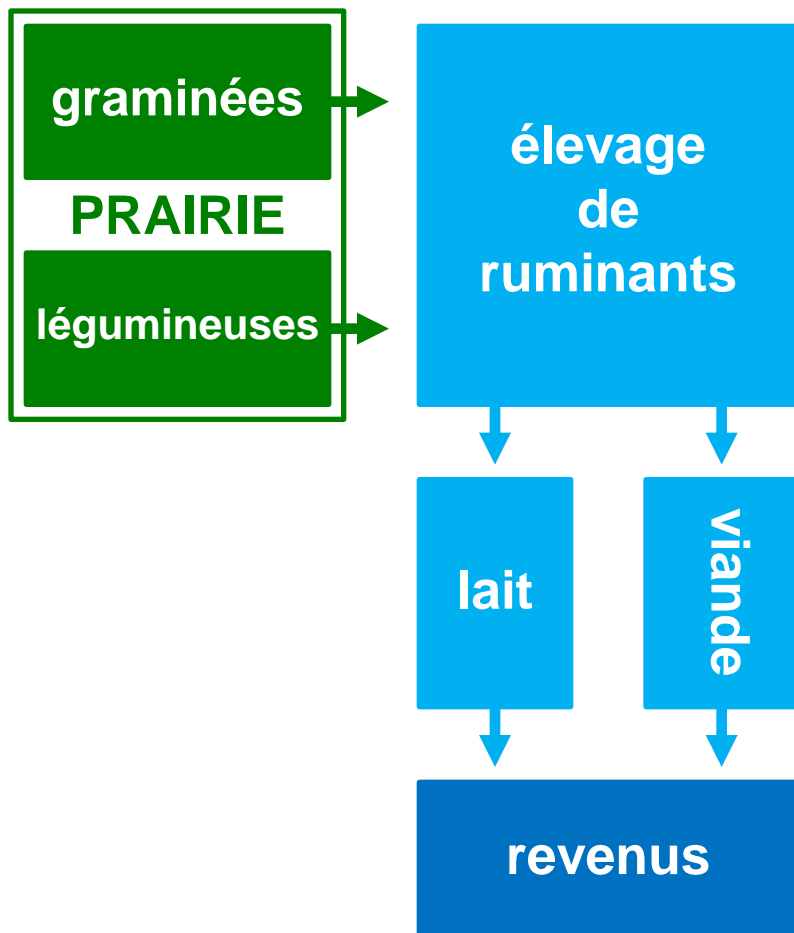 graminées
PRAIRIE
légumineuses
élevage
de
ruminants
lait
viande
revenus